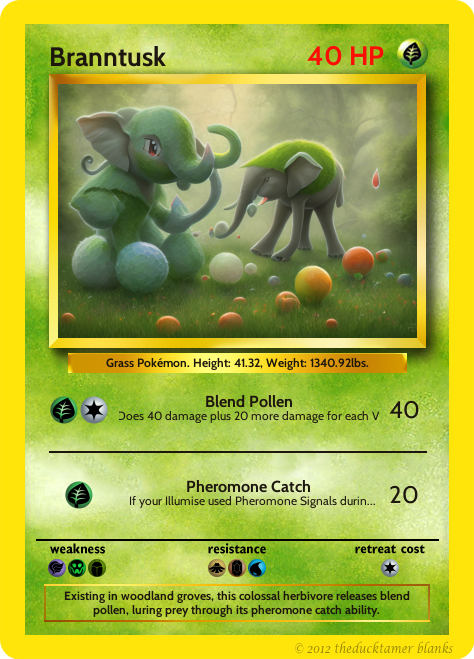 Branntusk
40 HP
Grass Pokémon. Height: 41.32, Weight: 1340.92lbs.
Blend Pollen
Does 40 damage plus 20 more damage for each V
40
Pheromone Catch
If your Illumise used Pheromone Signals durin...
20
weakness
resistance
retreat cost
Existing in woodland groves, this colossal herbivore releases blend
pollen, luring prey through its pheromone catch ability.
© 2012 theducktamer blanks